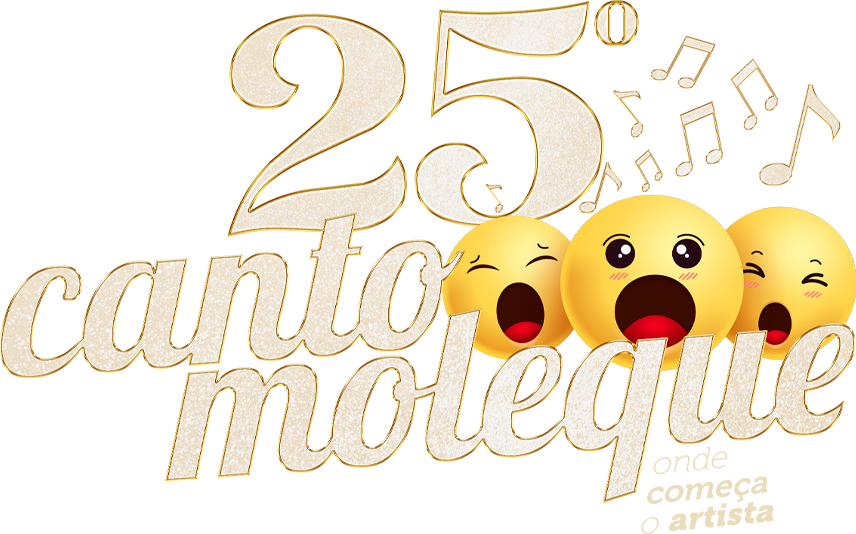 25º
canto
moleque
onde
começa
o artista